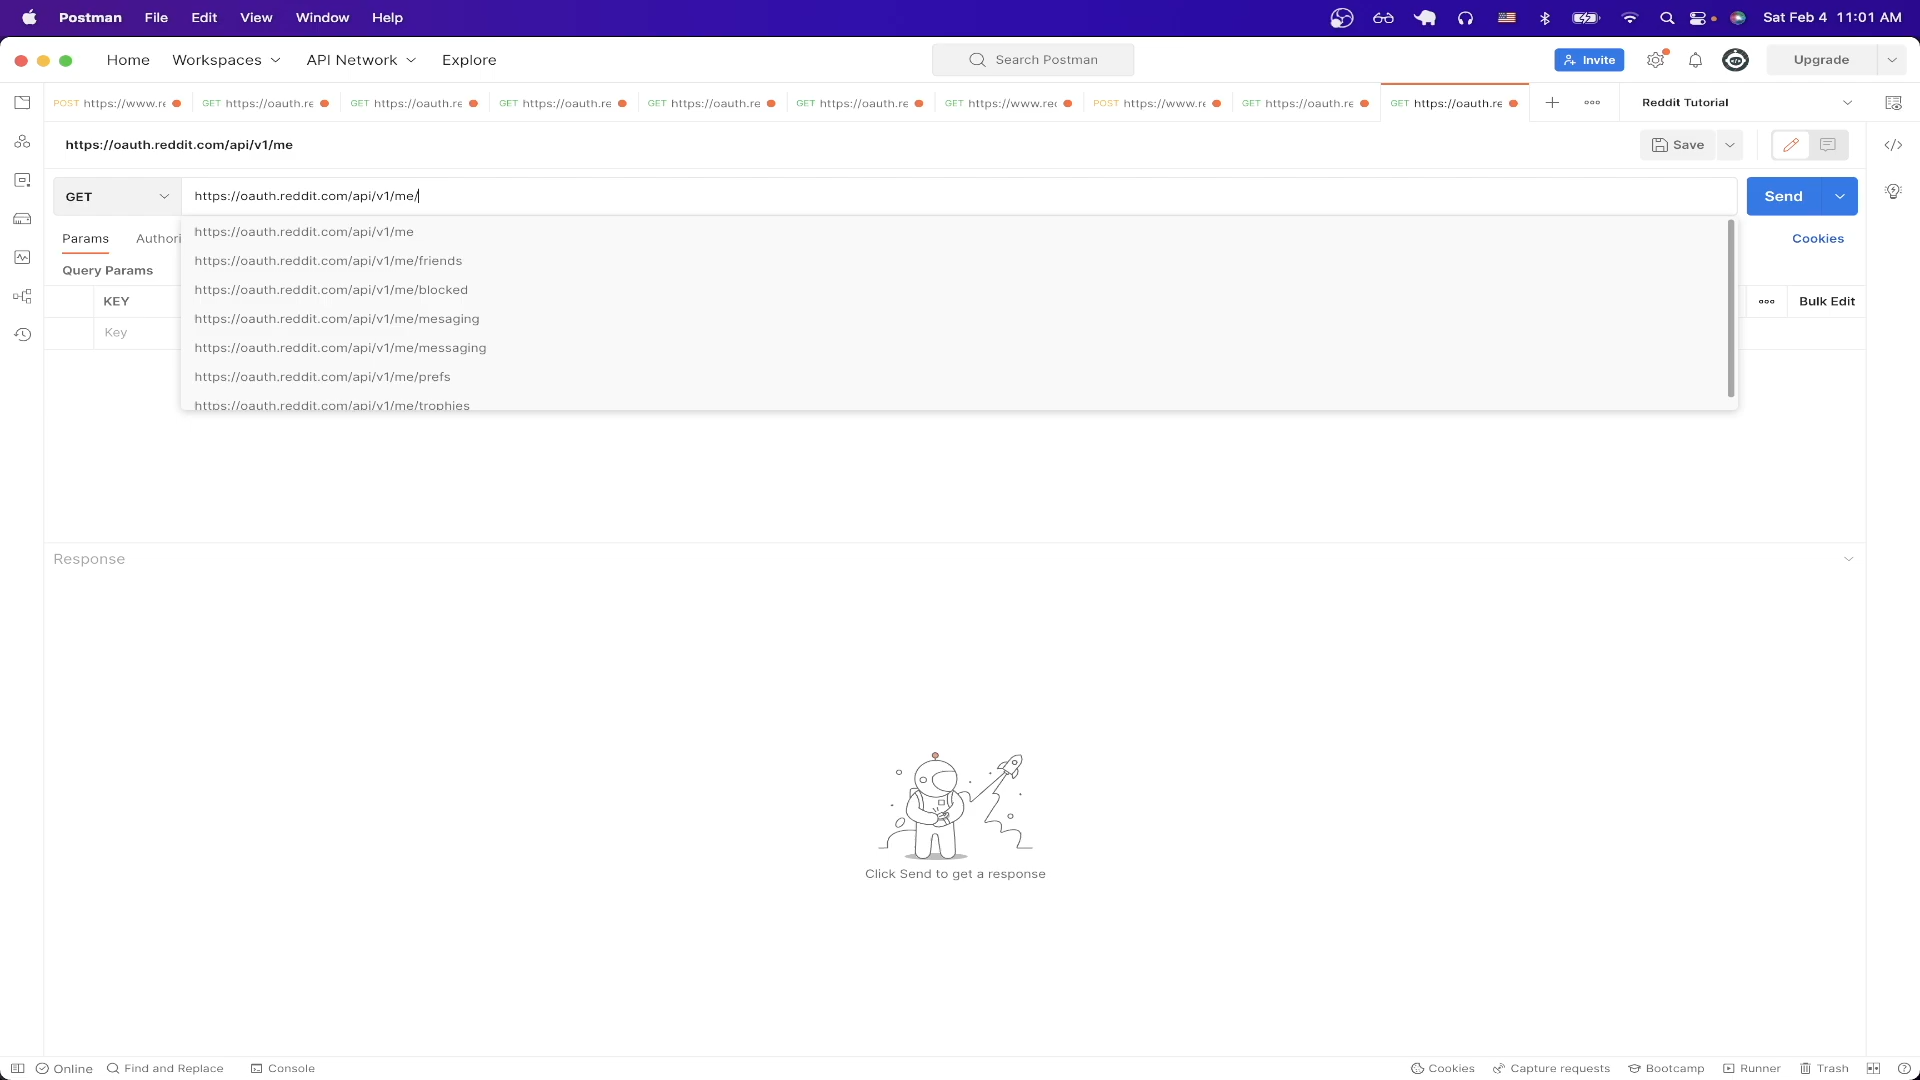 Postman File Edit View Window Help Sat Feb 4 11:01 AM
Home Workspaces API Network Explore Search Postman Invite Upgrade
POST https://www.re GET https://oauth.re GET https://oauth.re GET https://oauth.re GET https://oauth.re GET https://oauth.re GET https://www.rec POST https://www.re GET https://oauth.re GET https://oauth.re Reddit Tutorial
https://oauth.reddit.com/api/v1/me Save
GET https://oauth.reddit.com/api/v1/me/ Send
https://oauth.reddit.com/api/v1/me
Params Authori Cookies
https://oauth.reddit.com/api/v1/me/friends
Query Params
https://oauth.reddit.com/api/v1/me/blocked
KEY Bulk Edit
https://oauth.reddit.com/api/v1/me/mesaging
Key
https://oauth.reddit.com/api/v1/me/messaging
https://oauth.reddit.com/api/v1/me/prefs
https://oauth.reddit.com/api/v1/me/trophies
Response
Click Send to get a response
Online Find and Replace Console Cookies Capture requests Bootcamp Runner Trash